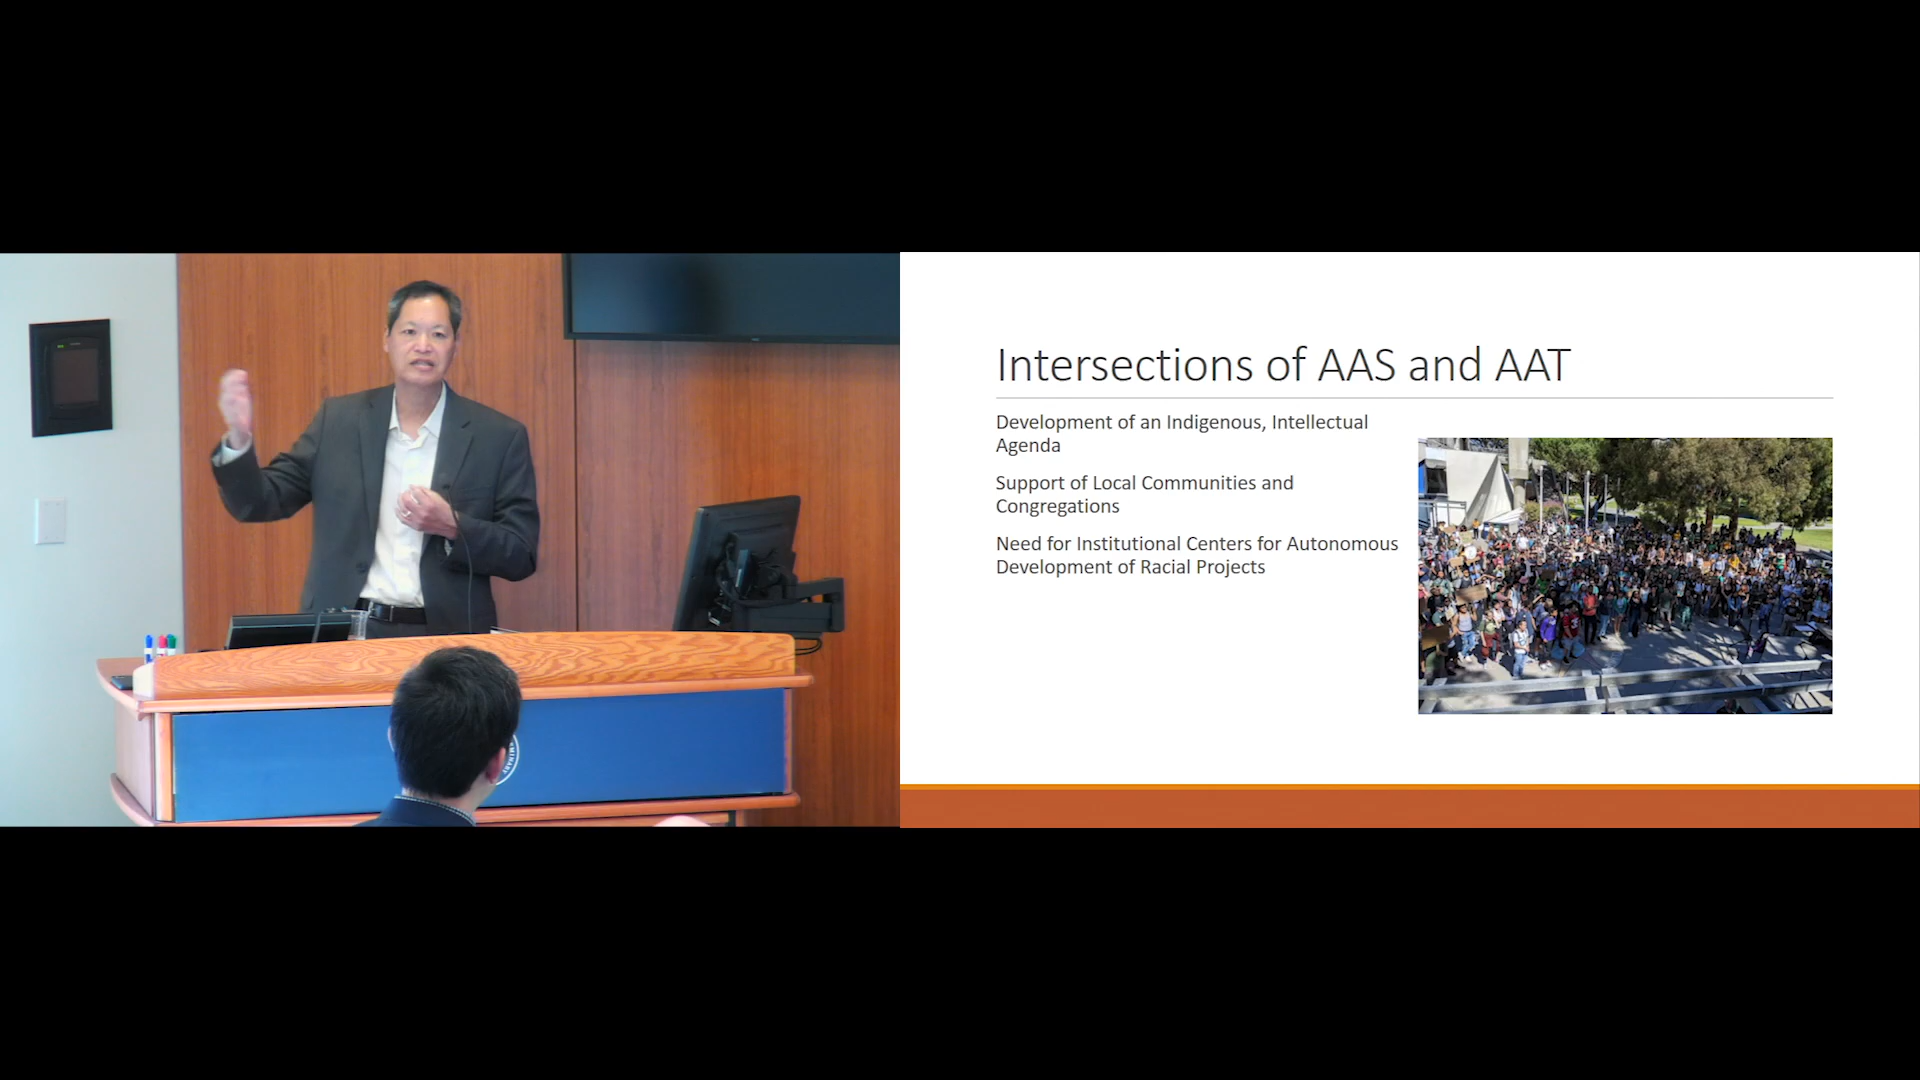 Intersections of AAS and AAT
Development of an Indigenous, Intellectual
Agenda
Support of Local Communities and
Congregations
Need for Institutional Centers for Autonomous
Development of Racial Projects